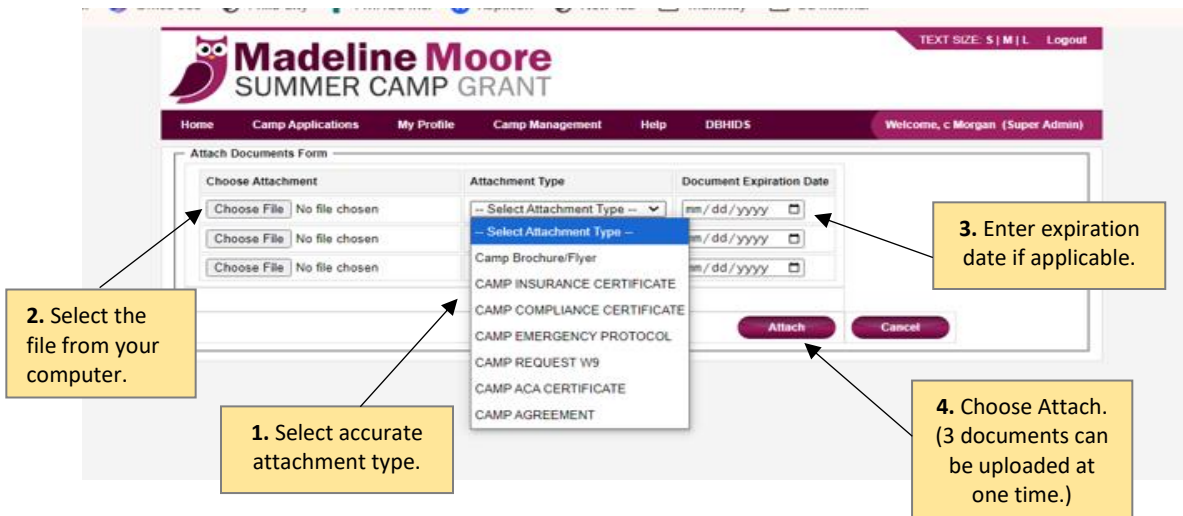 TEXT SIZE: S | M | L Logout
Madeline Moore
SUMMER CAMP GRANT
Home Camp Applications My Profile Camp Management Help DBHIDS Welcome, c Morgan (Super Admin)
Attach Documents Form
Choose Attachment Attachment Type Document Expiration Date
Choose File No file chosen -- Select Attachment Type -- mm/dd/yyyy
Choose File No file chosen mm/dd/yyyy
Choose File No file chosen mm/dd/yyyy
-- Select Attachment Type --
Camp Brochure/Flyer
CAMP INSURANCE CERTIFICATE
CAMP COMPLIANCE CERTIFICATE
CAMP EMERGENCY PROTOCOL
CAMP REQUEST W9
CAMP ACA CERTIFICATE
CAMP AGREEMENT
Attach Cancel
1. Select accurate
attachment type.
2. Select the
file from your
computer.
3. Enter expiration
date if applicable.
4. Choose Attach.
(3 documents can
be uploaded at
one time.)